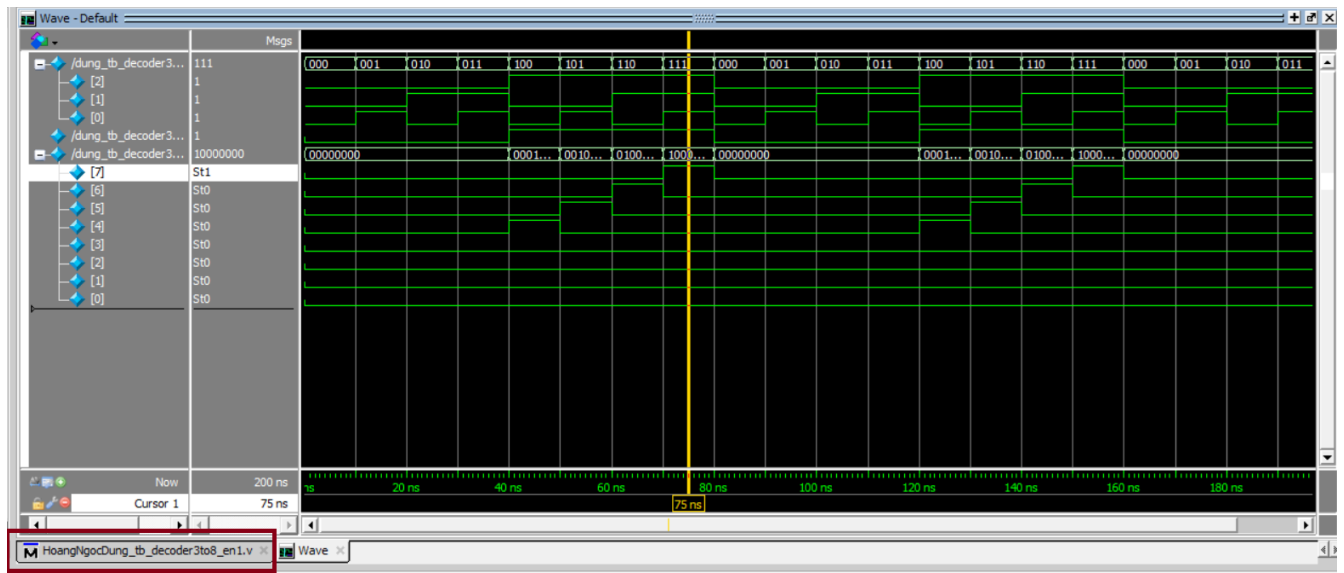 Wave - Default
Msgs
/dung_tb_decoder3... 111 000 001 010 011 100 101 110 111 000 001 010 011 100 101 110 111 000 001 010 011
[2] 1
[1] 1
[0] 1
/dung_tb_decoder3... 1
/dung_tb_decoder3... 10000000 00000000 0001... 0010... 0100... 100... 00000000 0001... 0010... 0100... 1000... 00000000
[7] St1
[6] St0
[5] St0
[4] St0
[3] St0
[2] St0
[1] St0
[0] St0
Now 200 ns ns 20 ns 40 ns 60 ns 80 ns 100 ns 120 ns 140 ns 160 ns 180 ns
Cursor 1 75 ns 75 ns
HoangNgocDung_tb_decoder3to8_en1.v Wave